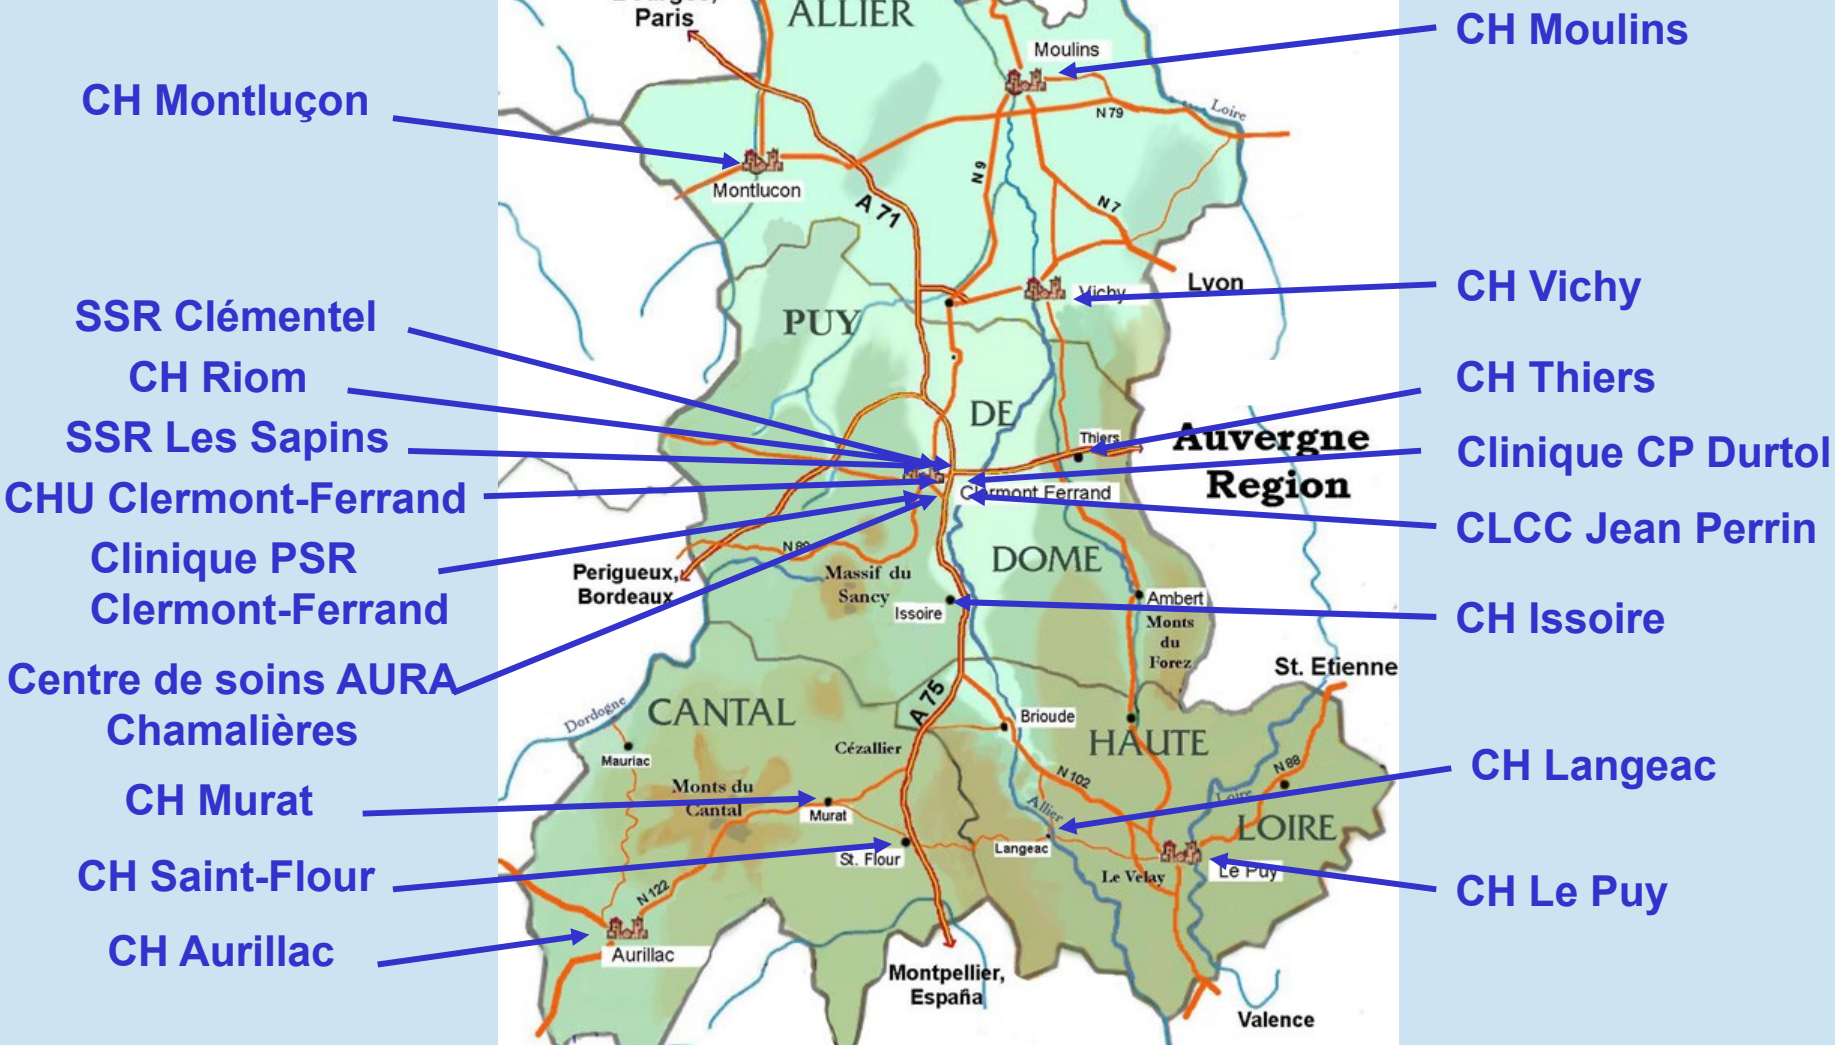 Paris
ALLIER
CH Moulins
Moulins
CH Montluçon
Loire
N 79
Montlucon
N 9
A 71
N 7
Lyon
Vichy
CH Vichy
SSR Clémentel
PUY
CH Riom
CH Thiers
DE
SSR Les Sapins
Thiers
Auvergne
Region
Clinique CP Durtol
CHU Clermont-Ferrand
Clermont Ferrand
CLCC Jean Perrin
Clinique PSR
Clermont-Ferrand
N 89
DOME
Perigueux,
Bordeaux
Massif du
Sancy
Issoire
Ambert
Monts
du
Forez
CH Issoire
St. Etienne
Centre de soins AURA
Chamalières
Dordogne
CANTAL
A 75
Brioude
HAUTE
Cézallier
Mauriac
N 102
N 88
CH Langeac
Monts du
Cantal
CH Murat
Murat
Allier
Loire
LOIRE
St. Flour
Langeac
CH Saint-Flour
Le Velay
Le Puy
CH Le Puy
N 122
CH Aurillac
Aurillac
Montpellier,
España
Valence